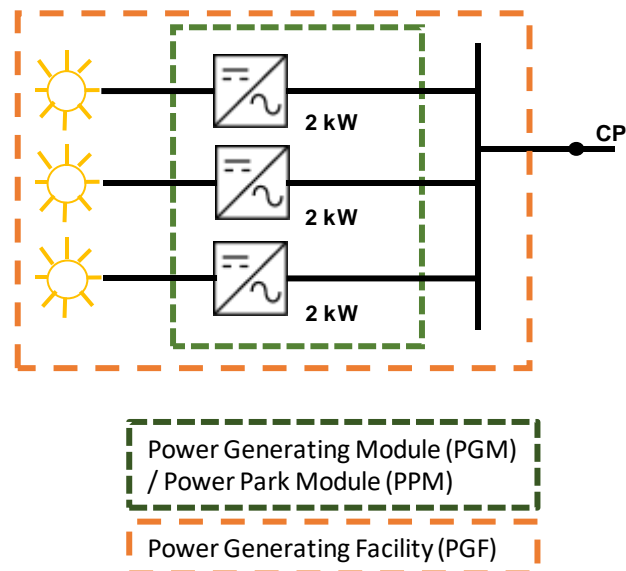 CP
2 kW
2 kW
2 kW
Power Generating Module (PGM)
/ Power Park Module (PPM)
Power Generating Facility (PGF)